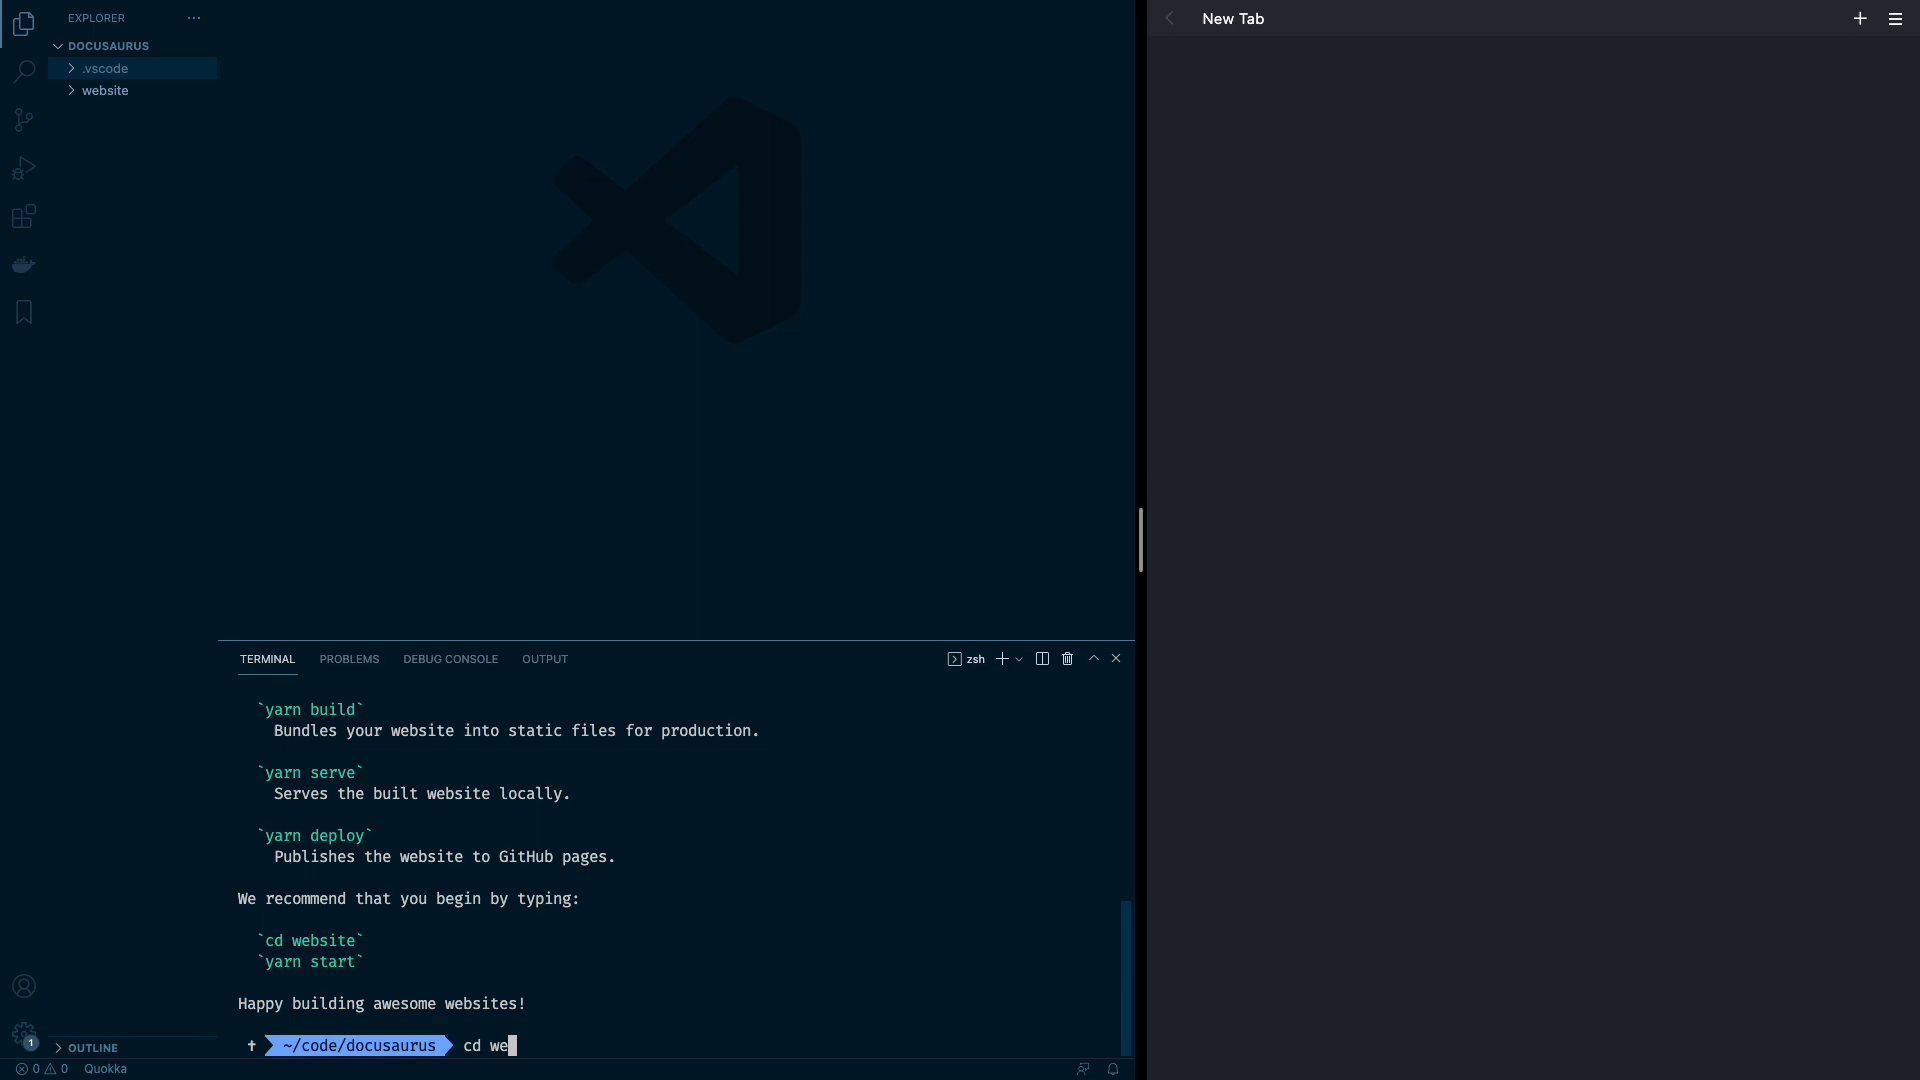 EXPLORER
DOCUSAURUS
.vscode
website
New Tab
TERMINAL PROBLEMS DEBUG CONSOLE OUTPUT zsh
`yarn build`
Bundles your website into static files for production.
`yarn serve`
Serves the built website locally.
`yarn deploy`
Publishes the website to GitHub pages.
We recommend that you begin by typing:
`cd website`
`yarn start`
Happy building awesome websites!
~/code/docusaurus cd we
1
OUTLINE
0 0 Quokka